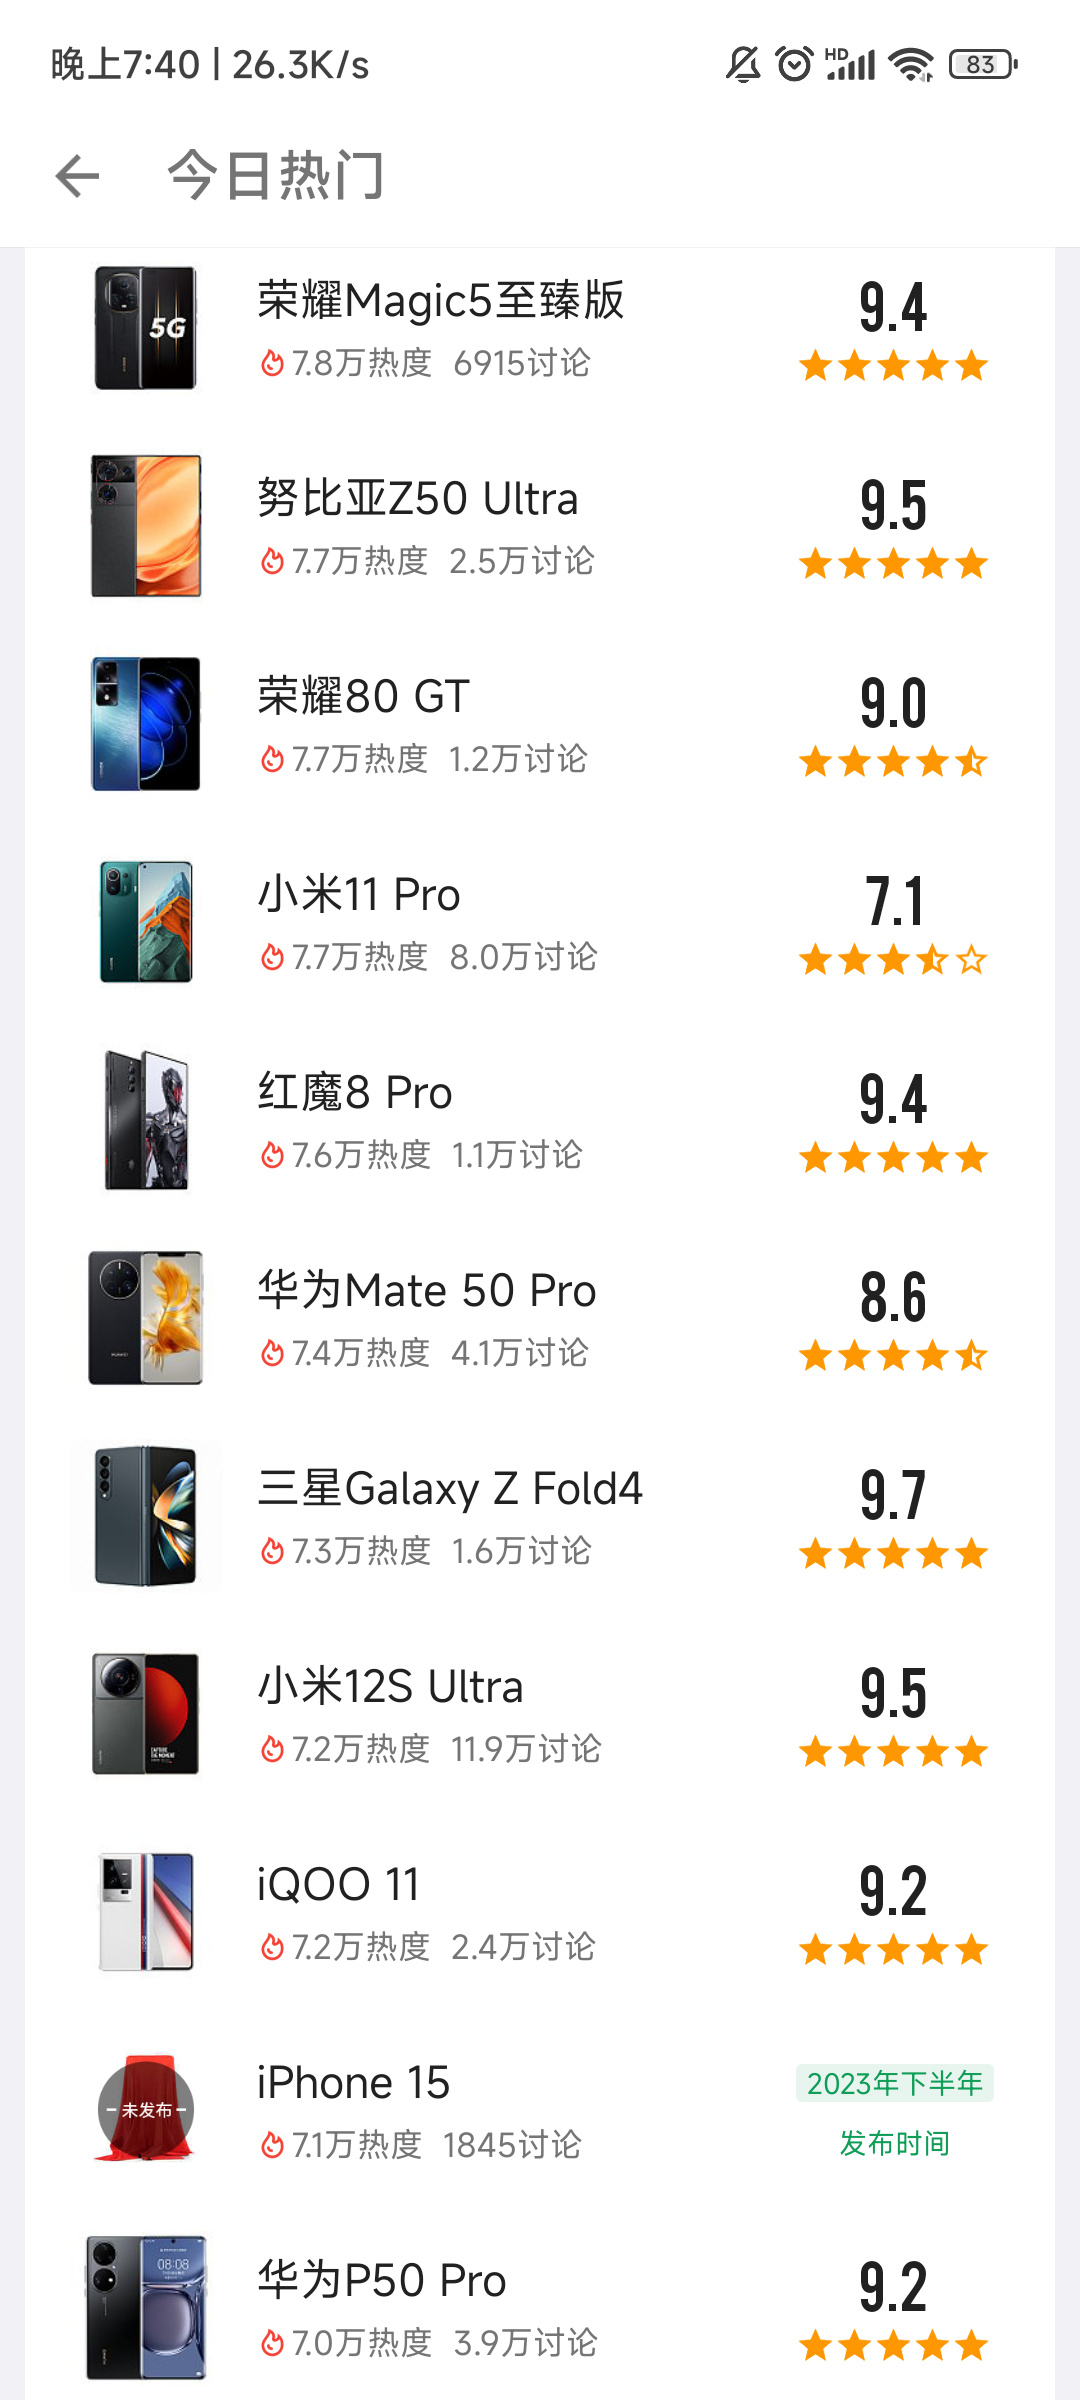 晚上7:40 | 26.3K/s
HD
83
今日热门
5G
荣耀Magic5至臻版
9.4
7.8万热度 6915讨论
努比亚Z50 Ultra
9.5
7.7万热度 2.5万讨论
荣耀80 GT
9.0
7.7万热度 1.2万讨论
小米11 Pro
7.1
7.7万热度 8.0万讨论
红魔8 Pro
9.4
7.6万热度 1.1万讨论
华为Mate 50 Pro
8.6
7.4万热度 4.1万讨论
HUAWEI
三星Galaxy Z Fold4
9.7
7.3万热度 1.6万讨论
小米12S Ultra
9.5
7.2万热度 11.9万讨论
iQOO 11
9.2
7.2万热度 2.4万讨论
iPhone 15
2023年下半年
未发布
7.1万热度 1845讨论
发布时间
08:08
华为P50 Pro
9.2
7.0万热度 3.9万讨论